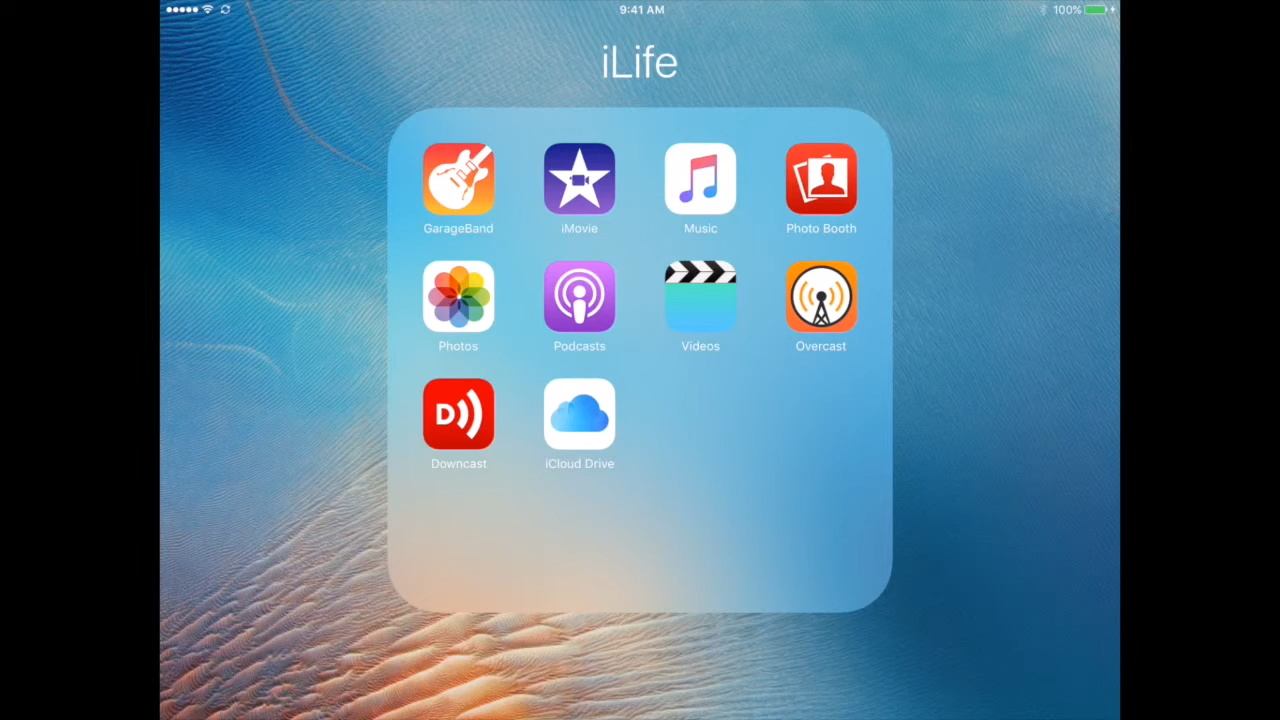 9:41 AM 100%
iLife
GarageBand iMovie Music Photo Booth
Photos Podcasts Videos Overcast
D
Downcast iCloud Drive